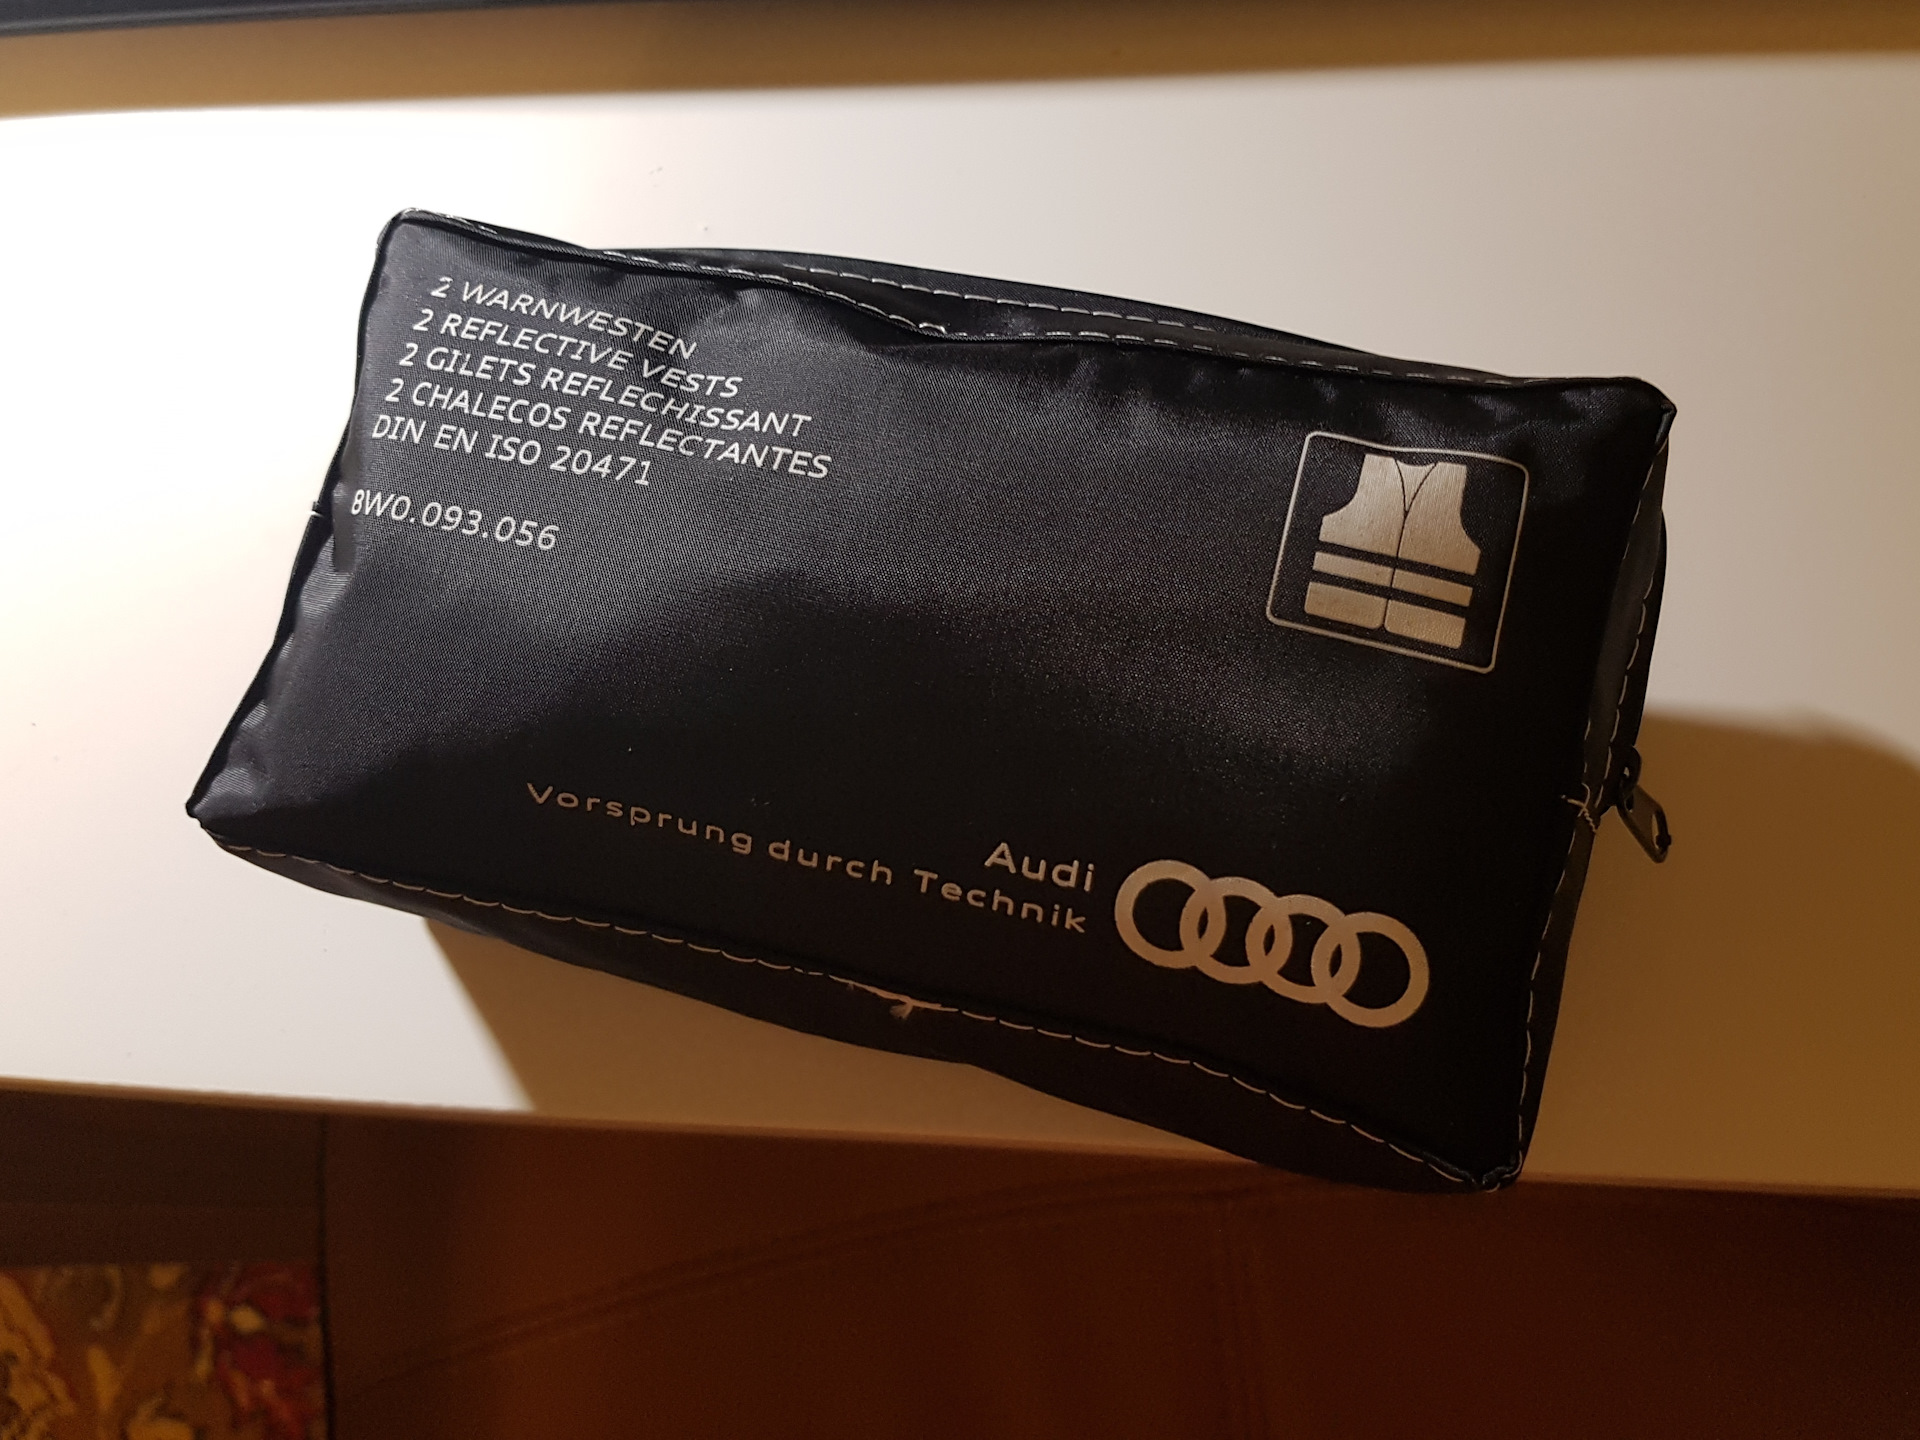 2 WARNWESTEN
2 REFLECTIVE VESTS
2 GILETS REFLECHISSANT
2 CHALECOS REFLECTANTES
DIN EN ISO 20471
8W0.093.056
Audi
Vorsprung durch Technik